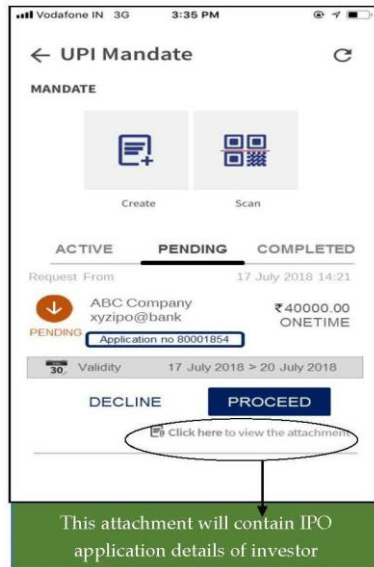 Vodafone IN 3G 3:35 PM
← UPI Mandate
MANDATE
Create Scan
ACTIVE PENDING COMPLETED
Request From 17 July 2018 14:21
ABC Company ₹40000.00
xyzipo@bank ONETIME
PENDING
Application no 80001854
30 Validity 17 July 2018 > 20 July 2018
DECLINE PROCEED
Click here to view the attachment
This attachment will contain IPO
application details of investor